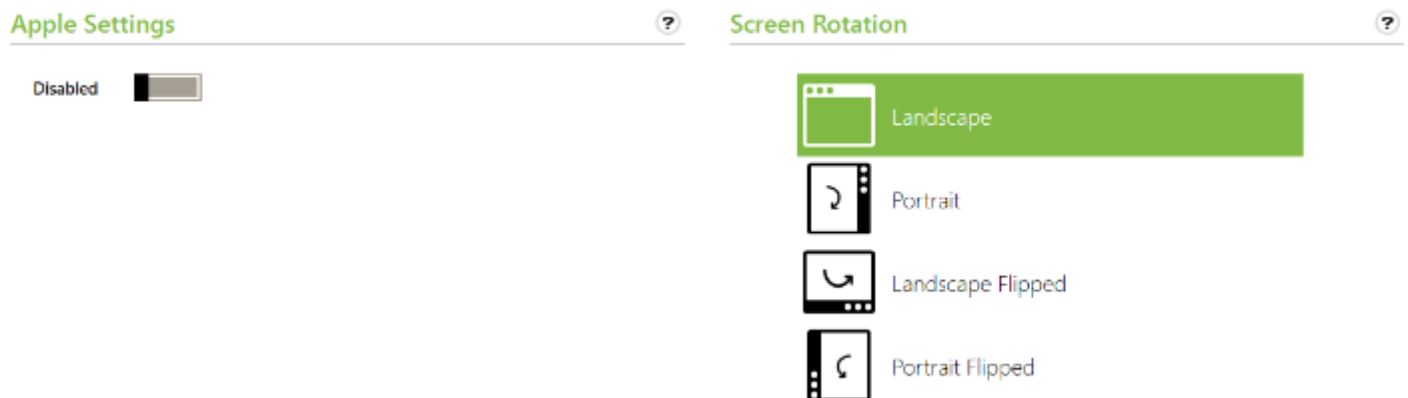 Apple Settings
?
Disabled
Screen Rotation
?
Landscape
Portrait
Landscape Flipped
Portrait Flipped